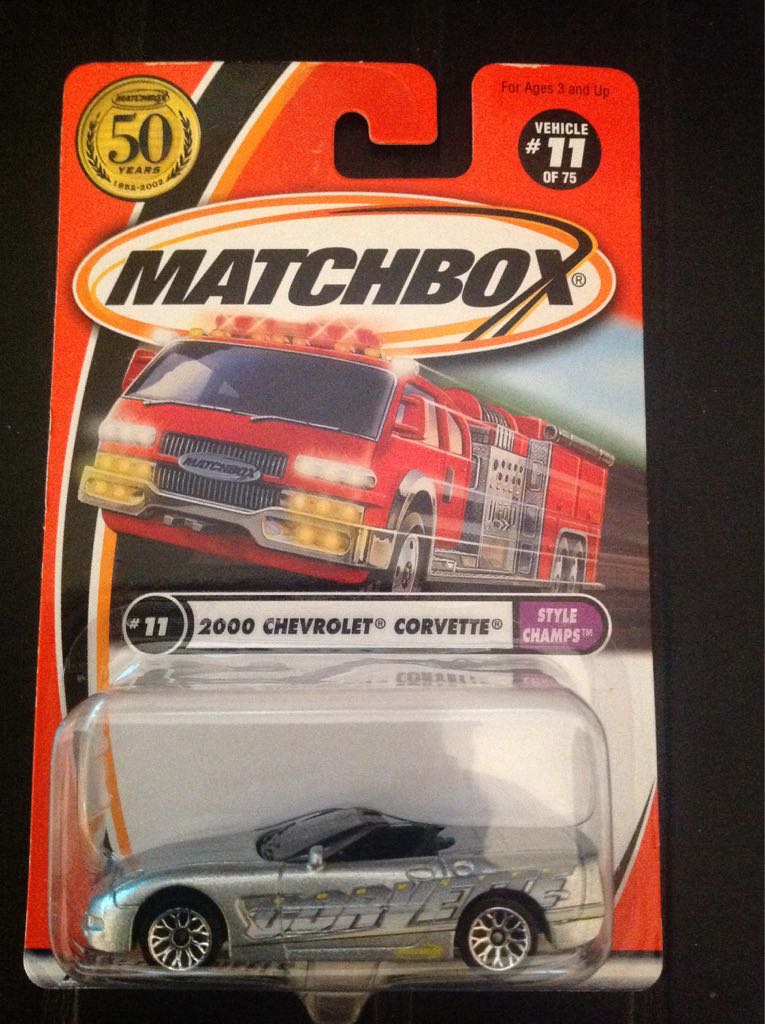 MATCHBOX
50
YEARS
1952-2002
For Ages 3 and Up
VEHICLE
# 11
OF 75
MATCHBOX®
MATCHBOX
#11
2000 CHEVROLET® CORVETTE®
STYLE
CHAMPS™
CORVETTE